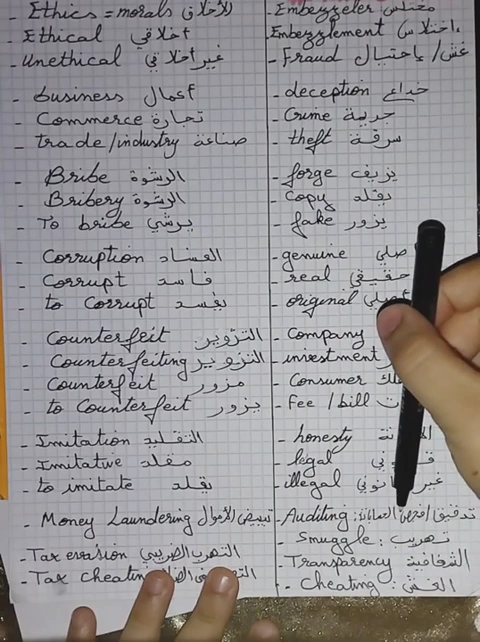 Ethics = morals الأخلاق
- Ethical أخلاقي
- Unethical غير أخلاقي
- business أعمال
- Commerce تجارة
- trade/industry صناعة
- Bribe الرشوة
- Bribery الرشوة
- To bribe يرشي
- Corruption الفساد
- Corrupt فاسد
- to Corrupt يفسد
- Counterfeit التزوير
- Counterfeiting التزوير
- Counterfeit مزور
- to Counterfeit يزور
- Imitation التقليد
- Imitative مقلد
- to imitate يقلد
- Money Laundering تبييض الأموال
- Tax evasion التهرب الضريبي
- Tax cheating
- Embezzeler مختلس
Embezzlement اختلاس
- Fraud غش/إحتيال
- deception خداع
- Crime جريمة
- theft سرقة
- forge يزيف
- Copy يقلد
- fake يزور
- genuine
- real حقيقي
- original أصلي
- Company
- investment
- Consumer
- Fee/bill
- honesty
- legal
- illegal
- Auditing: تدقيق/
- Smuggle: تهريب
- Transparency الشفافية
- Cheating: الغش